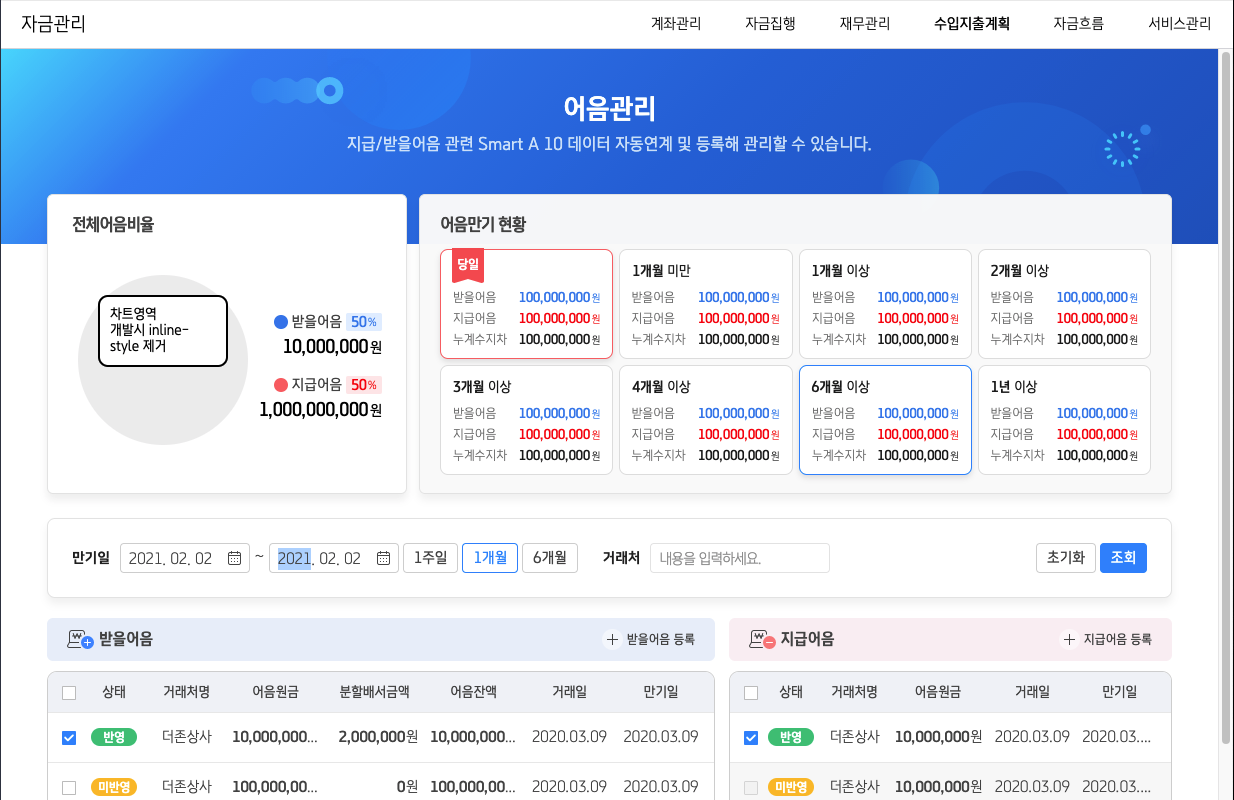 자금관리
계좌관리 자금집행 재무관리 수입지출계획 자금흐름 서비스관리
어음관리
지급/받을어음 관련 Smart A 10 데이터 자동연계 및 등록해 관리할 수 있습니다.
전체어음비율
차트영역
개발시 inline-
style 제거
받을어음 50%
10,000,000원
지급어음 50%
1,000,000,000원
어음만기 현황
당일
받을어음 100,000,000원
지급어음 100,000,000원
누계수지차 100,000,000원
1개월 미만
받을어음 100,000,000원
지급어음 100,000,000원
누계수지차 100,000,000원
1개월 이상
받을어음 100,000,000원
지급어음 100,000,000원
누계수지차 100,000,000원
2개월 이상
받을어음 100,000,000원
지급어음 100,000,000원
누계수지차 100,000,000원
3개월 이상
받을어음 100,000,000원
지급어음 100,000,000원
누계수지차 100,000,000원
4개월 이상
받을어음 100,000,000원
지급어음 100,000,000원
누계수지차 100,000,000원
6개월 이상
받을어음 100,000,000원
지급어음 100,000,000원
누계수지차 100,000,000원
1년 이상
받을어음 100,000,000원
지급어음 100,000,000원
누계수지차 100,000,000원
만기일 2021. 02. 02 ~ 2021. 02. 02 1주일 1개월 6개월 거래처 내용을 입력하세요. 초기화 조회
받을어음 + 받을어음 등록
상태 거래처명 어음원금 분할배서금액 어음잔액 거래일 만기일
반영 더존상사 10,000,000... 2,000,000원 10,000,000... 2020.03.09 2020.03.09
미반영 더존상사 100,000,00... 0원 100,000,00... 2020.03.09 2020.03.09
지급어음 + 지급어음 등록
상태 거래처명 어음원금 거래일 만기일
반영 더존상사 10,000,000원 2020.03.09 2020.03....
미반영 더존상사 10,000,000원 2020.03.09 2020.03....